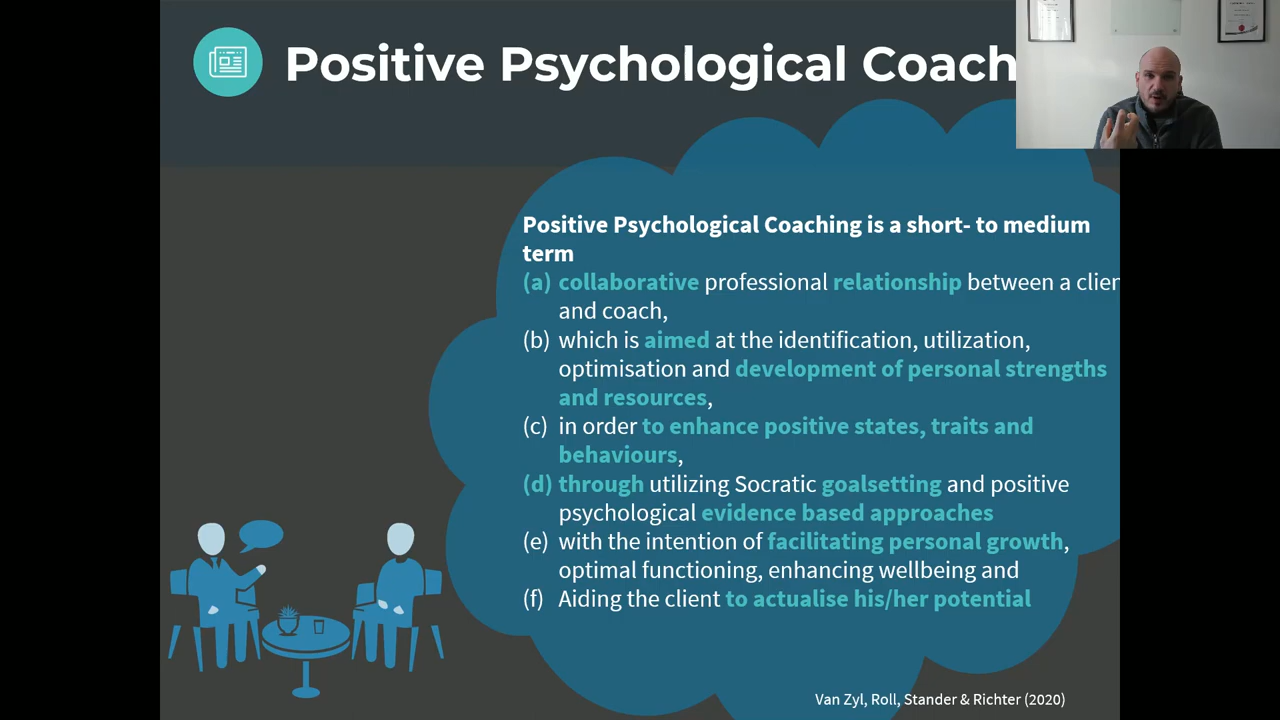 Positive Psychological Coach
Positive Psychological Coaching is a short- to medium
term
(a) collaborative professional relationship between a clien
and coach,
(b) which is aimed at the identification, utilization,
optimisation and development of personal strengths
and resources,
(c) in order to enhance positive states, traits and
behaviours,
(d) through utilizing Socratic goalsetting and positive
psychological evidence based approaches
(e) with the intention of facilitating personal growth,
optimal functioning, enhancing wellbeing and
(f) Aiding the client to actualise his/her potential
Van Zyl, Roll, Stander & Richter (2020)